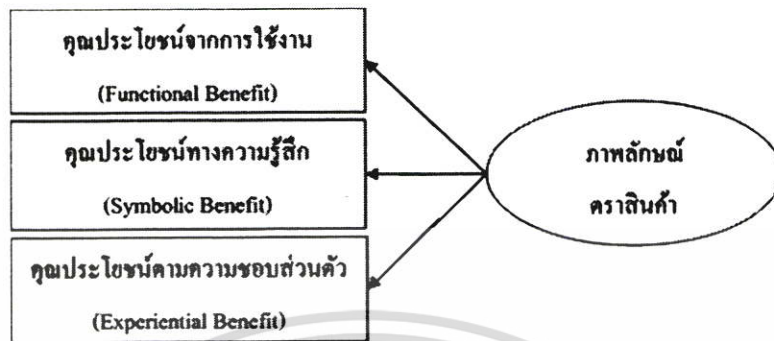 คุณประโยชน์จากการใช้งาน
(Functional Benefit)
คุณประโยชน์ทางความรู้สึก
(Symbolic Benefit)
คุณประโยชน์ตามความชอบส่วนตัว
(Experiential Benefit)
ภาพลักษณ์
ตราสินค้า